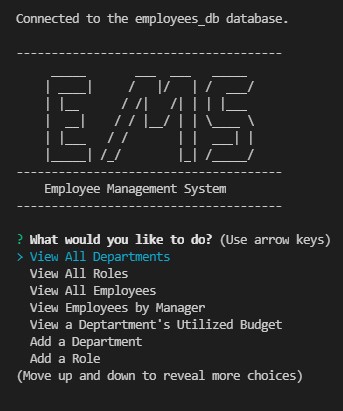 Connected to the employees_db database.
EMS
Employee Management System
? What would you like to do? (Use arrow keys)
> View All Departments
View All Roles
View All Employees
View Employees by Manager
View a Deptartment's Utilized Budget
Add a Department
Add a Role
(Move up and down to reveal more choices)